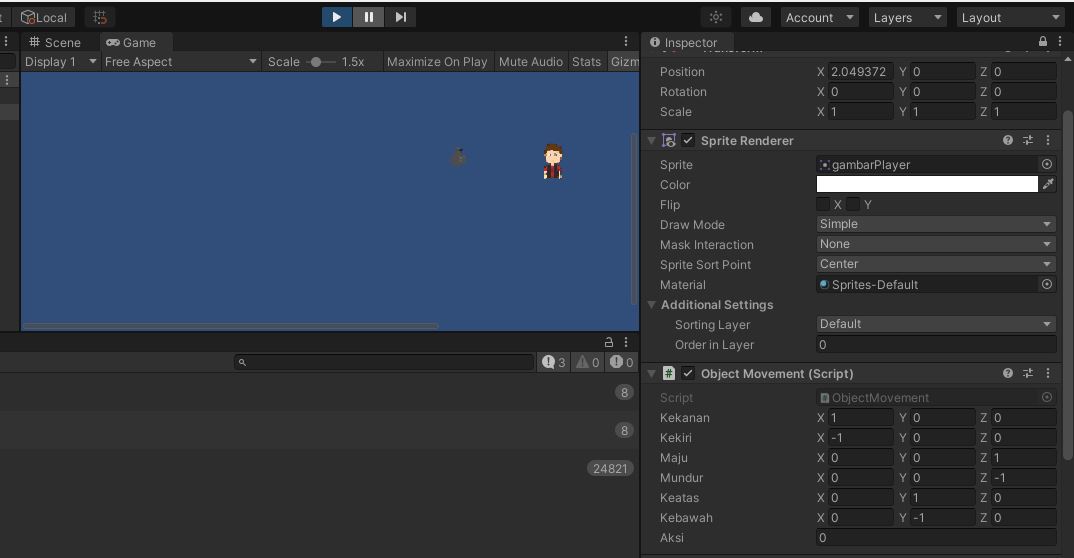 Local
Account
Layers
Layout
Scene
Game
Inspector
Display 1
Free Aspect
Scale
1.5x
Maximize On Play
Mute Audio
Stats
Gizm
Position X 2.049372 Y 0 Z 0
Rotation X 0 Y 0 Z 0
Scale X 1 Y 1 Z 1
Sprite Renderer
Sprite gambarPlayer
Color
Flip X Y
Draw Mode Simple
Mask Interaction None
Sprite Sort Point Center
Material Sprites-Default
Additional Settings
Sorting Layer Default
Order in Layer 0
3
0
0
8
8
24821
Object Movement (Script)
Script ObjectMovement
Kekanan X 1 Y 0 Z 0
Kekiri X -1 Y 0 Z 0
Maju X 0 Y 0 Z 1
Mundur X 0 Y 0 Z -1
Keatas X 0 Y 1 Z 0
Kebawah X 0 Y -1 Z 0
Aksi 0